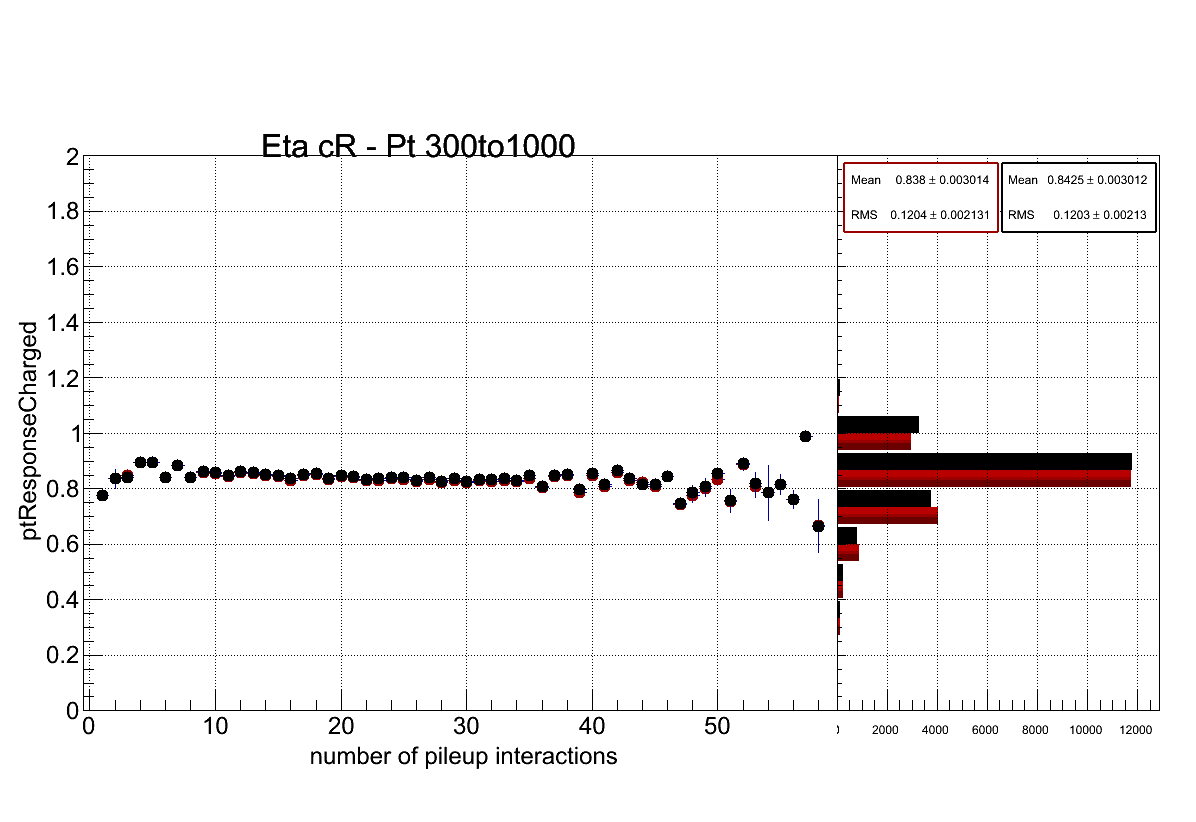 Eta cR - Pt 300to1000
ptResponseCharged
2
1.8
1.6
1.4
1.2
1
0.8
0.6
0.4
0.2
0
0 10 20 30 40 50
number of pileup interactions
Mean 0.838 ± 0.003014
RMS 0.1204 ± 0.002131
Mean 0.8425 ± 0.003012
RMS 0.1203 ± 0.00213
2000 4000 6000 8000 10000 12000